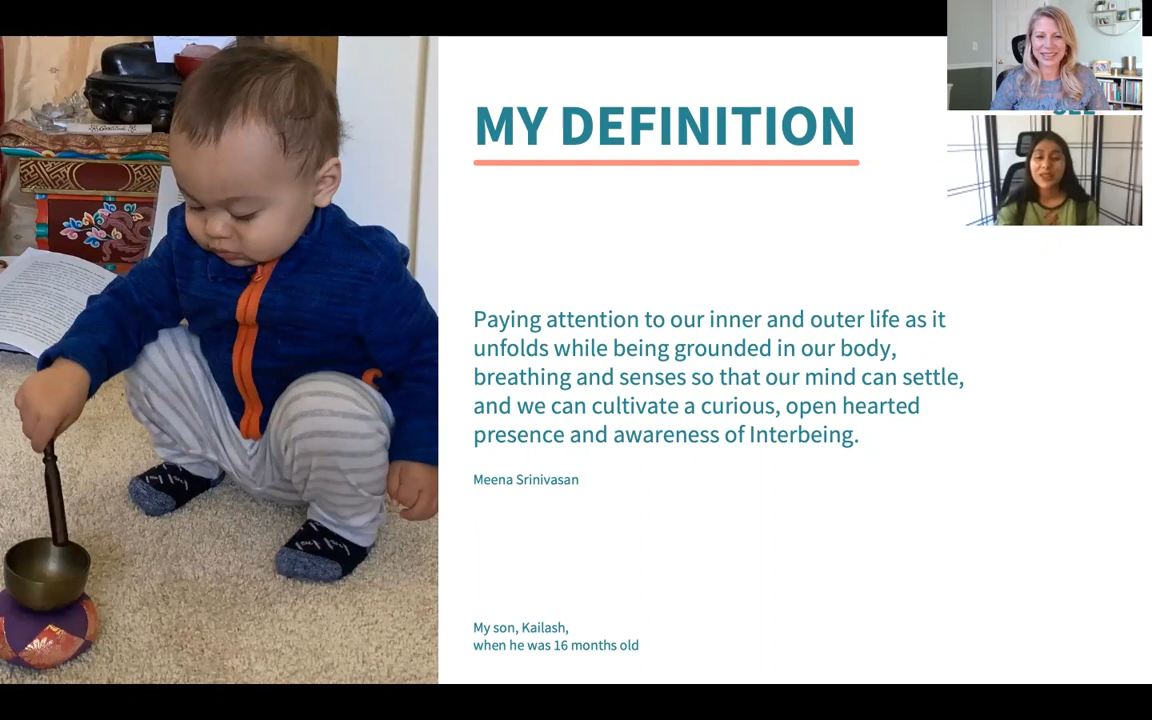 MY DEFINITION
Paying attention to our inner and outer life as it
unfolds while being grounded in our body,
breathing and senses so that our mind can settle,
and we can cultivate a curious, open hearted
presence and awareness of Interbeing.
Meena Srinivasan
My son, Kailash,
when he was 16 months old